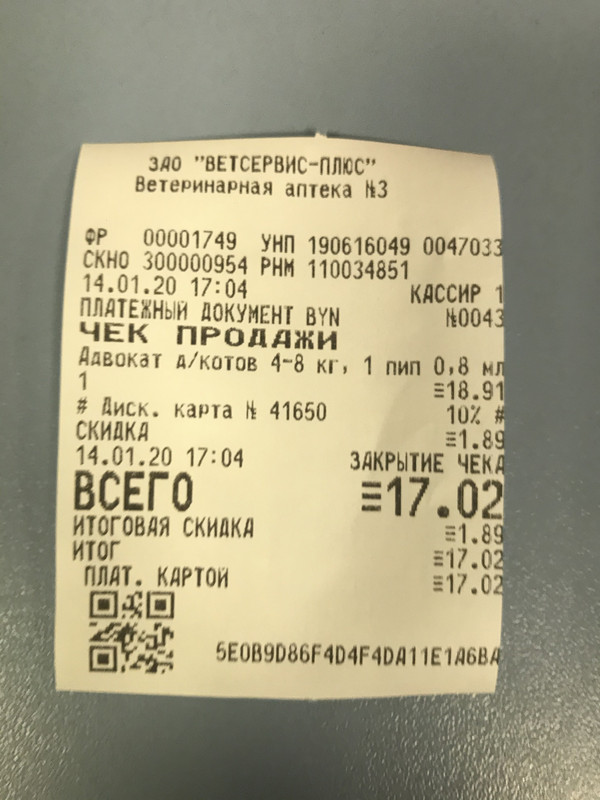 ЗАО "ВЕТСЕРВИС-ПЛЮС"
Ветеринарная аптека №3
ФР 00001749 УНП 190616049 0047033
СКНО 300000954 РНМ 110034851
14.01.20 17:04 КАССИР 1
ПЛАТЕЖНЫЙ ДОКУМЕНТ BYN №0043
ЧЕК ПРОДАЖИ
Адвокат д/котов 4-8 кг, 1 пип 0,8 мл
1 ≡18.91
# Диск. карта № 41650 10% #
СКИДКА ≡1.89
14.01.20 17:04 ЗАКРЫТИЕ ЧЕКА
ВСЕГО ≡17.02
ИТОГОВАЯ СКИДКА ≡1.89
ИТОГ ≡17.02
ПЛАТ. КАРТОЙ ≡17.02
5E0B9D86F4D4F4DA11E1A6BA